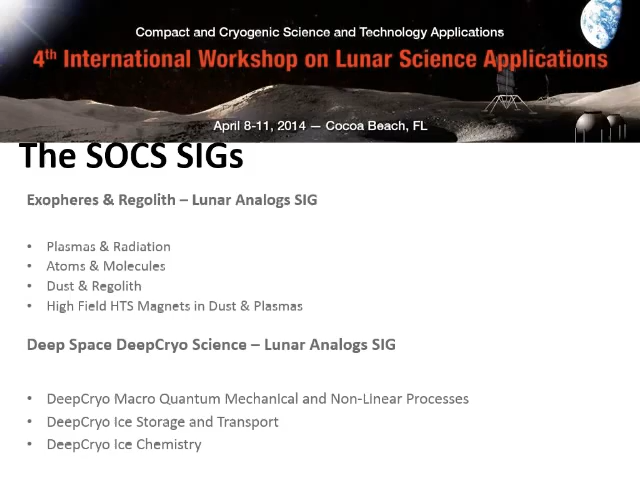 Compact and Cryogenic Science and Technology Applications
4th International Workshop on Lunar Science Applications
April 8-11, 2014 — Cocoa Beach, FL
The SOCS SIGs
Exopheres & Regolith – Lunar Analogs SIG
• Plasmas & Radiation
• Atoms & Molecules
• Dust & Regolith
• High Field HTS Magnets in Dust & Plasmas
Deep Space DeepCryo Science – Lunar Analogs SIG
• DeepCryo Macro Quantum Mechanical and Non-Linear Processes
• DeepCryo Ice Storage and Transport
• DeepCryo Ice Chemistry